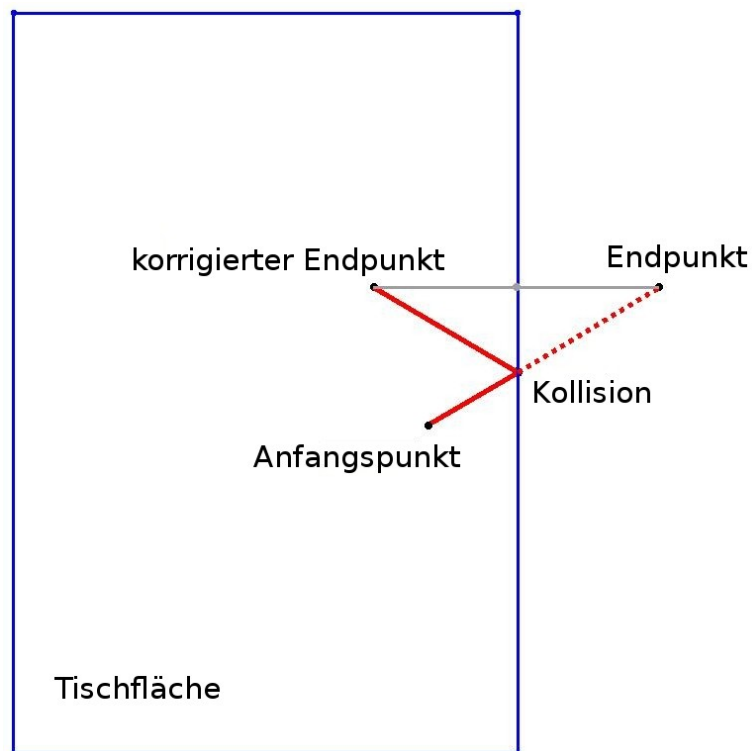 korrigierter Endpunkt
Endpunkt
Kollision
Anfangspunkt
Tischfläche